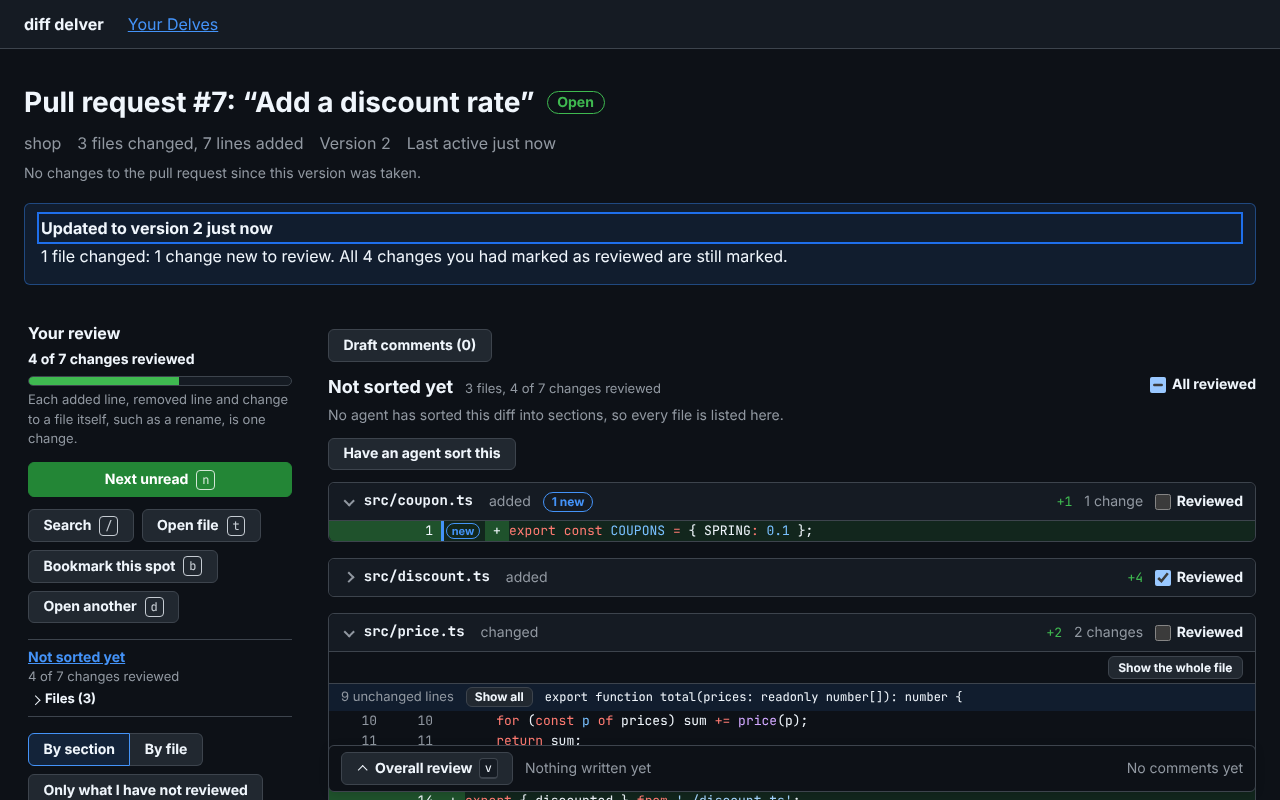 diff delver Your Delves
Pull request #7: “Add a discount rate” Open
shop 3 files changed, 7 lines added Version 2 Last active just now
No changes to the pull request since this version was taken.
Updated to version 2 just now
1 file changed: 1 change new to review. All 4 changes you had marked as reviewed are still marked.
Your review
4 of 7 changes reviewed
Each added line, removed line and change
to a file itself, such as a rename, is one
change.
Next unread n
Search / Open file t
Bookmark this spot b
Open another d
Not sorted yet
4 of 7 changes reviewed
Files (3)
By section By file
Only what I have not reviewed
Draft comments (0)
Not sorted yet 3 files, 4 of 7 changes reviewed All reviewed
No agent has sorted this diff into sections, so every file is listed here.
Have an agent sort this
src/coupon.ts added 1 new +1 1 change Reviewed
1 new + export const COUPONS = { SPRING: 0.1 };
src/discount.ts added +4 Reviewed
src/price.ts changed +2 2 changes Reviewed
Show the whole file
9 unchanged lines Show all export function total(prices: readonly number[]): number {
10 10 for (const p of prices) sum += price(p);
11 11 return sum;
Overall review v Nothing written yet No comments yet
14 + export { discounted } from './discount.ts';